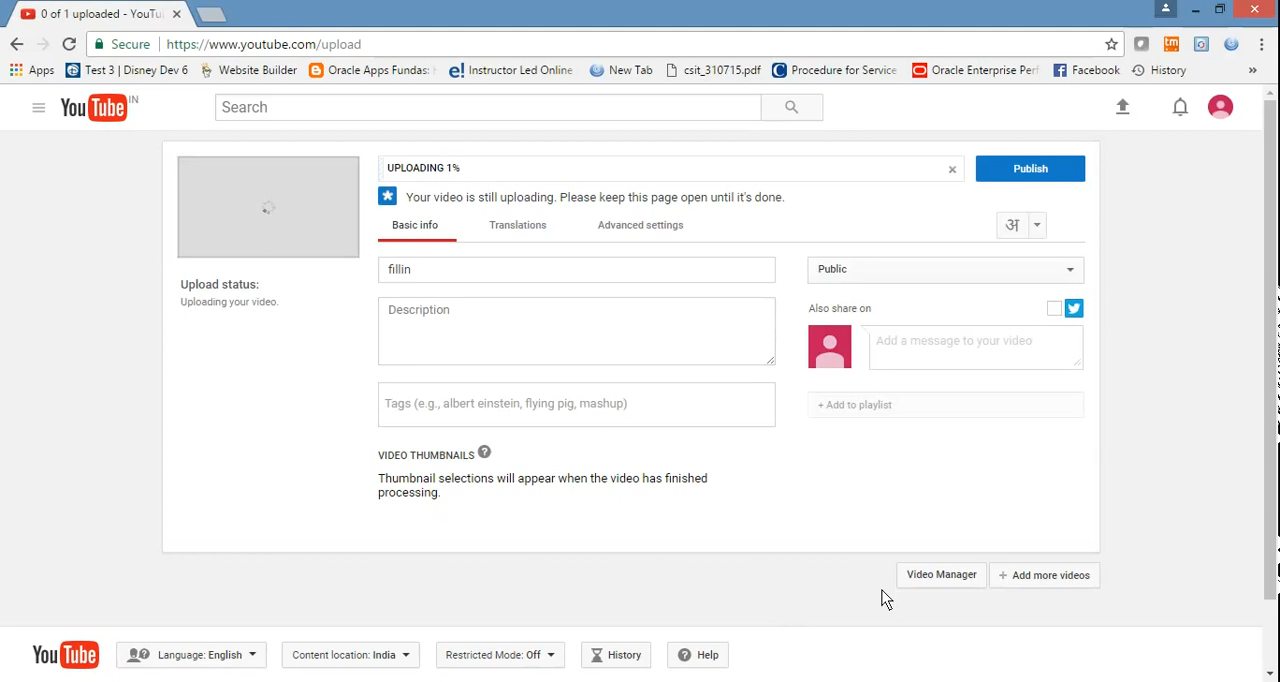 0 of 1 uploaded - YouTu
Secure https://www.youtube.com/upload
Apps Test 3 | Disney Dev 6 Website Builder Oracle Apps Fundas: Instructor Led Online New Tab csit_310715.pdf Procedure for Service Oracle Enterprise Perf Facebook History »
YouTube IN Search
UPLOADING 1% Publish
Your video is still uploading. Please keep this page open until it's done.
Basic info Translations Advanced settings अ
fillin Public
Upload status:
Uploading your video.
Description Also share on
Add a message to your video
Tags (e.g., albert einstein, flying pig, mashup) + Add to playlist
VIDEO THUMBNAILS ?
Thumbnail selections will appear when the video has finished
processing.
Video Manager + Add more videos
YouTube Language: English Content location: India Restricted Mode: Off History Help